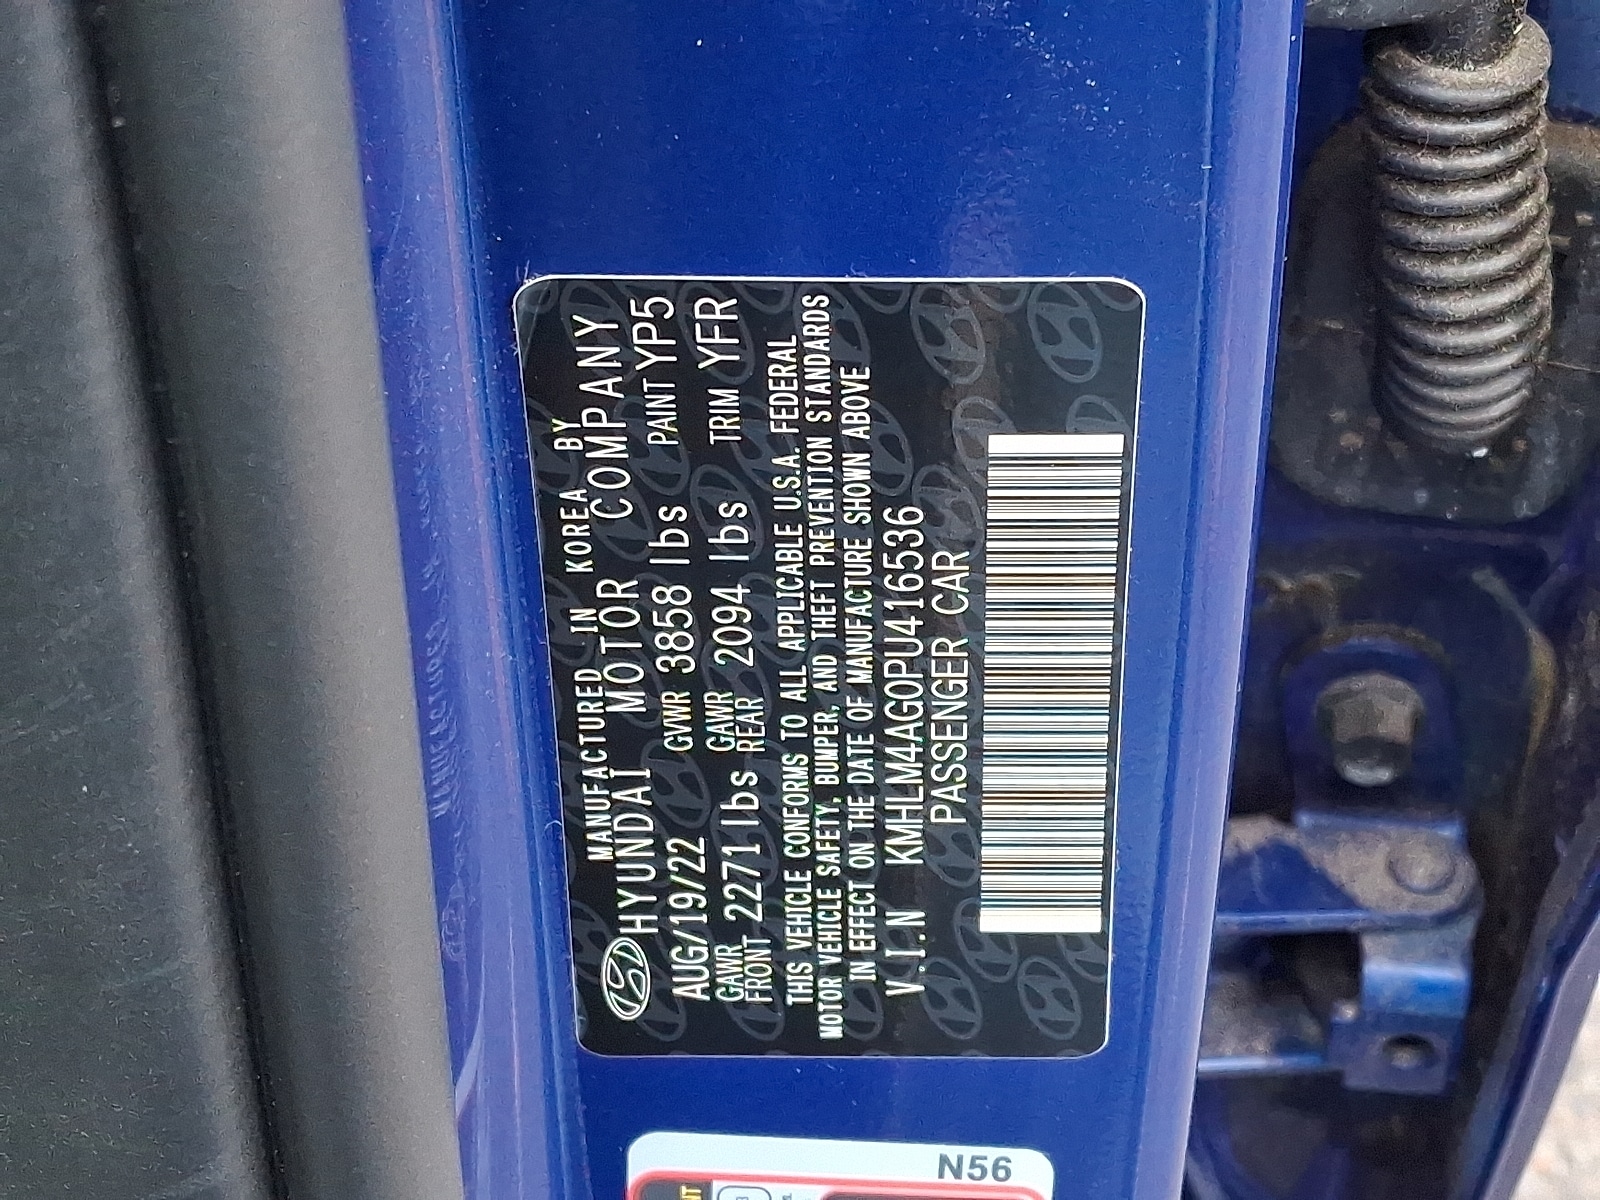 MANUFACTURED IN KOREA BY
HYUNDAI MOTOR COMPANY
AUG/19/22 GVWR 3858 lbs PAINT YP5
GAWR FRONT 2271 lbs GAWR REAR 2094 lbs TRIM YFR
THIS VEHICLE CONFORMS TO ALL APPLICABLE U.S.A. FEDERAL
MOTOR VEHICLE SAFETY, BUMPER, AND THEFT PREVENTION STANDARDS
IN EFFECT ON THE DATE OF MANUFACTURE SHOWN ABOVE
V.I.N KMHLM4AG0PU416536
PASSENGER CAR
N56